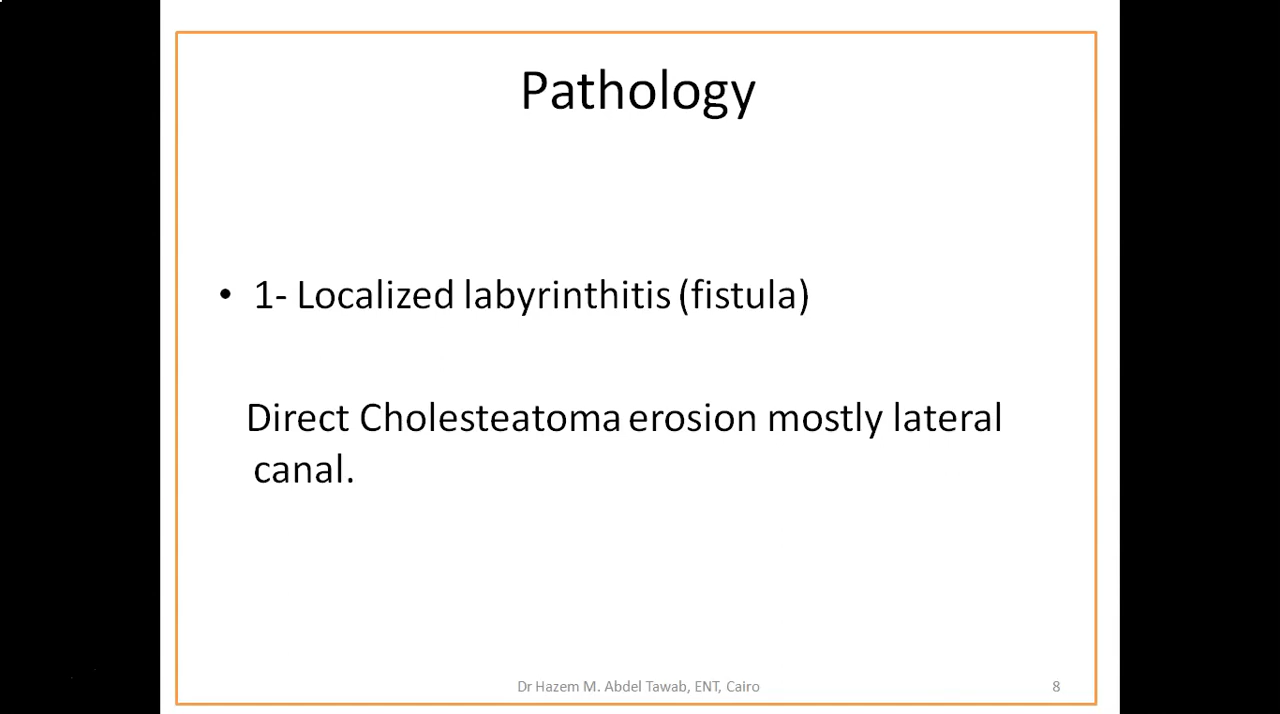 Pathology
• 1- Localized labyrinthitis (fistula)
Direct Cholesteatoma erosion mostly lateral
canal.
Dr Hazem M. Abdel Tawab, ENT, Cairo
8